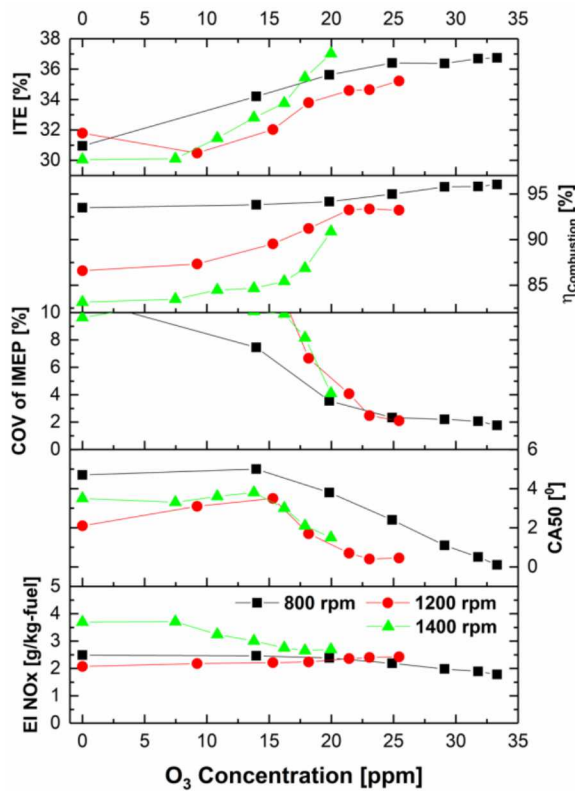 0 5 10 15 20 25 30 35
38
36
34
32
30
ITE [%]
95
90
85
ηCombustion [%]
10
8
6
4
2
0
COV of IMEP [%]
6
4
2
0
CA50 [⁰]
5
4
3
2
1
0
EI NOx [g/kg-fuel]
800 rpm 1200 rpm
1400 rpm
0 5 10 15 20 25 30 35
O₃ Concentration [ppm]